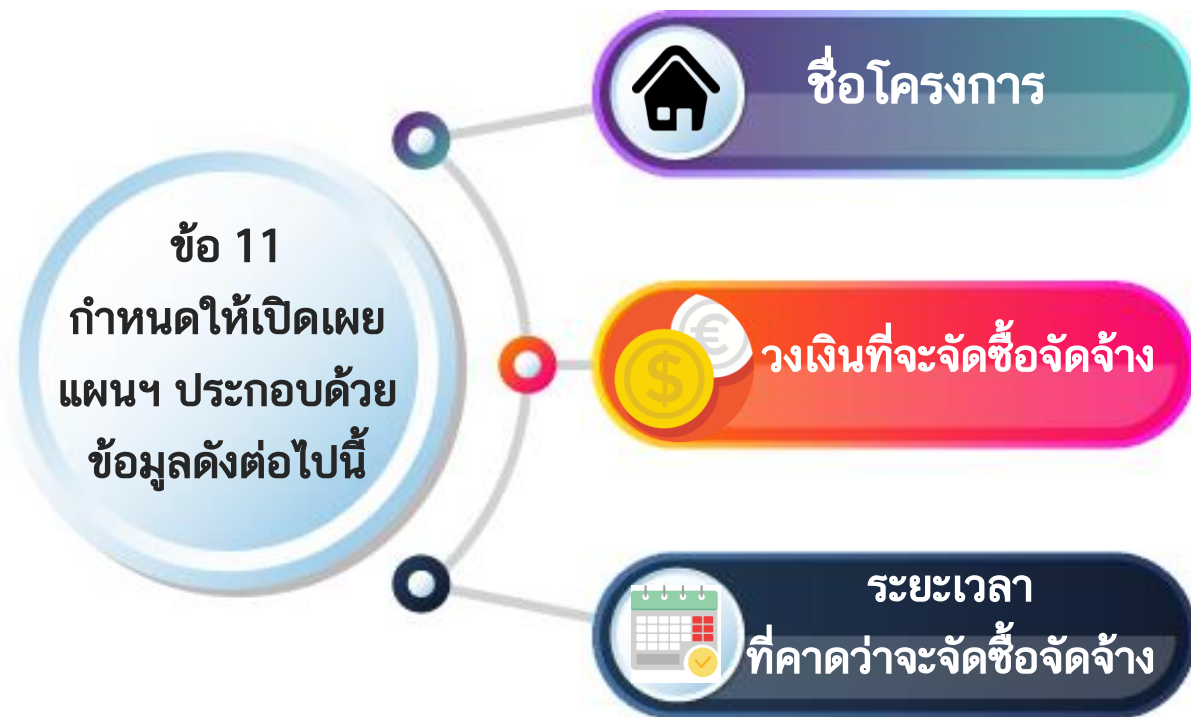 ข้อ 11
กำหนดให้เปิดเผย
แผนฯ ประกอบด้วย
ข้อมูลดังต่อไปนี้
ชื่อโครงการ
วงเงินที่จะจัดซื้อจัดจ้าง
ระยะเวลา
ที่คาดว่าจะจัดซื้อจัดจ้าง